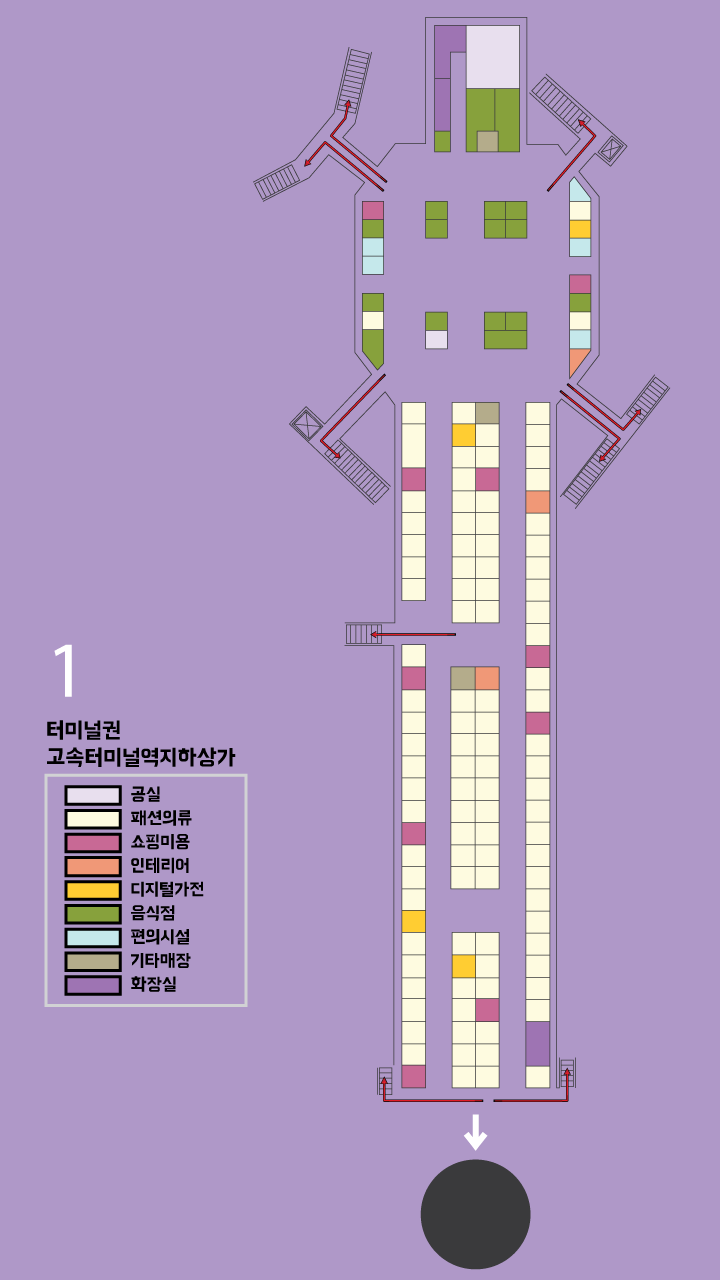 1
터미널권
고속터미널역지하상가
공실
패션의류
쇼핑미용
인테리어
디지털가전
음식점
편의시설
기타매장
화장실